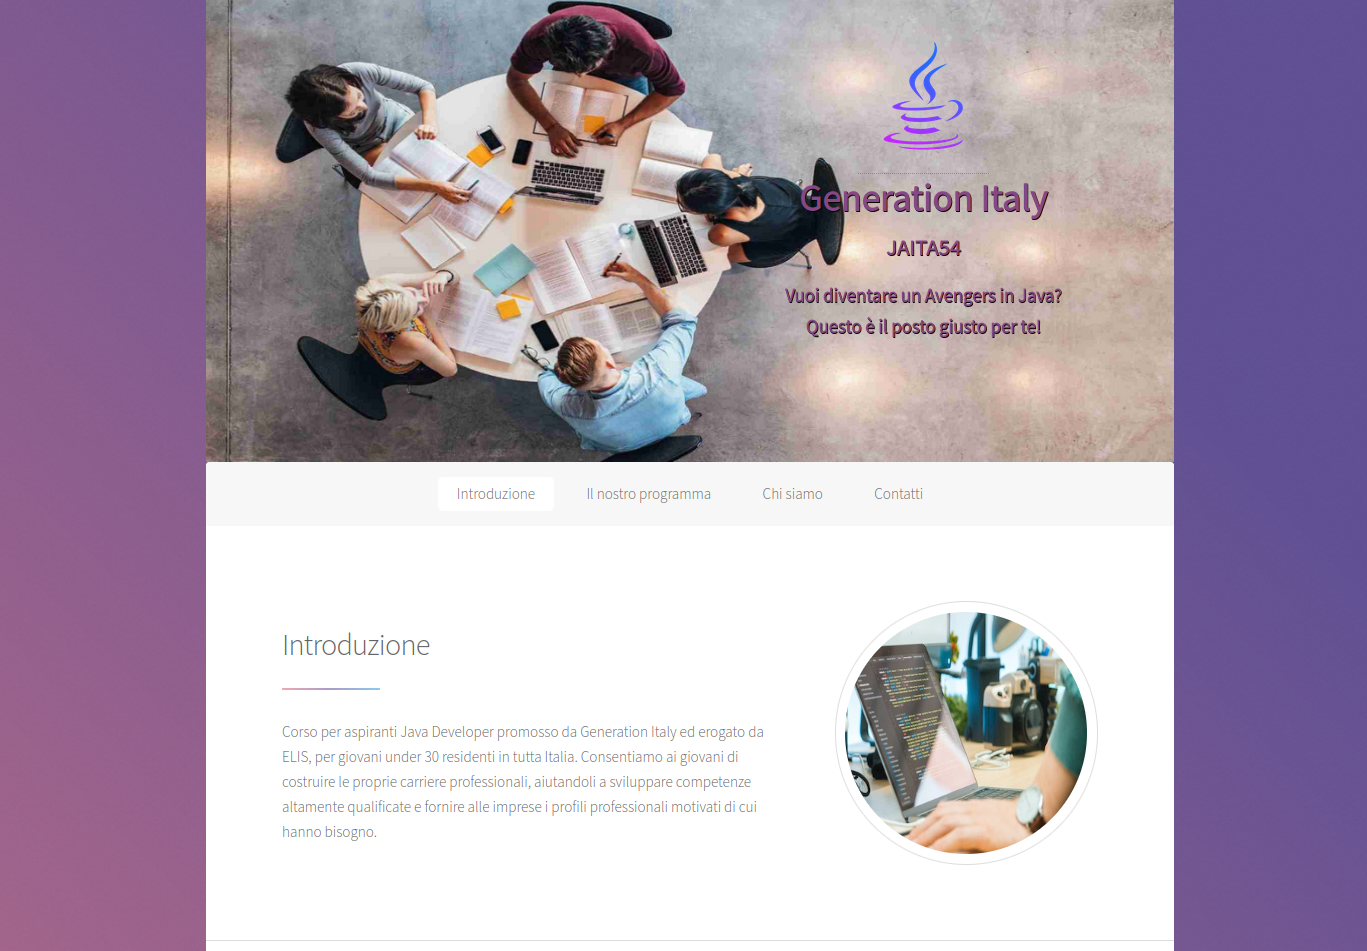 Generation Italy
JAITA54
Vuoi diventare un Avengers in Java?
Questo è il posto giusto per te!
Introduzione
Il nostro programma
Chi siamo
Contatti
Introduzione
Corso per aspiranti Java Developer promosso da Generation Italy ed erogato da
ELIS, per giovani under 30 residenti in tutta Italia. Consentiamo ai giovani di
costruire le proprie carriere professionali, aiutandoli a sviluppare competenze
altamente qualificate e fornire alle imprese i profili professionali motivati di cui
hanno bisogno.